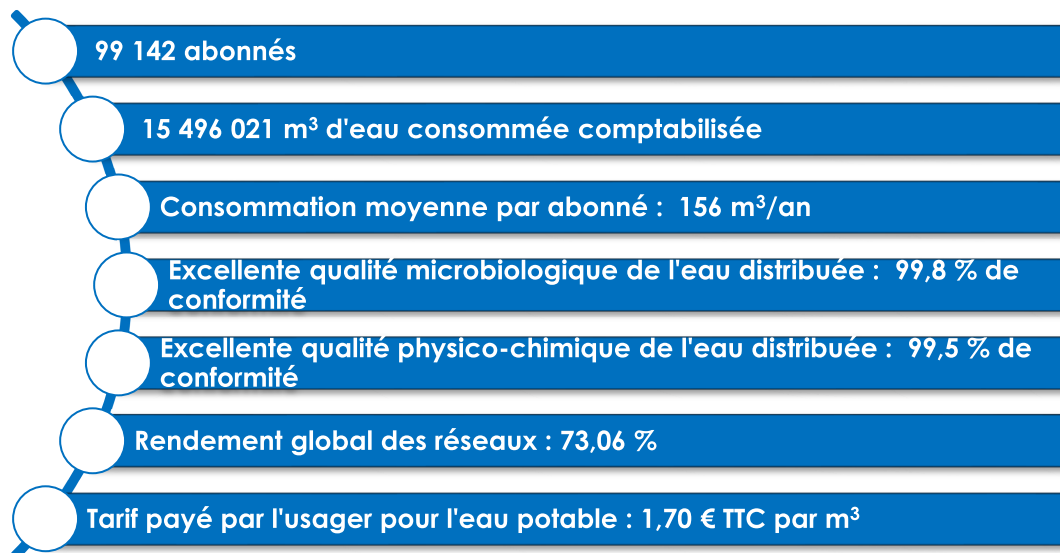 99 142 abonnés
15 496 021 m³ d'eau consommée comptabilisée
Consommation moyenne par abonné :  156 m³/an
Excellente qualité microbiologique de l'eau distribuée :  99,8 % de
conformité
Excellente qualité physico-chimique de l'eau distribuée :  99,5 % de
conformité
Rendement global des réseaux : 73,06 %
Tarif payé par l'usager pour l'eau potable : 1,70 € TTC par m³